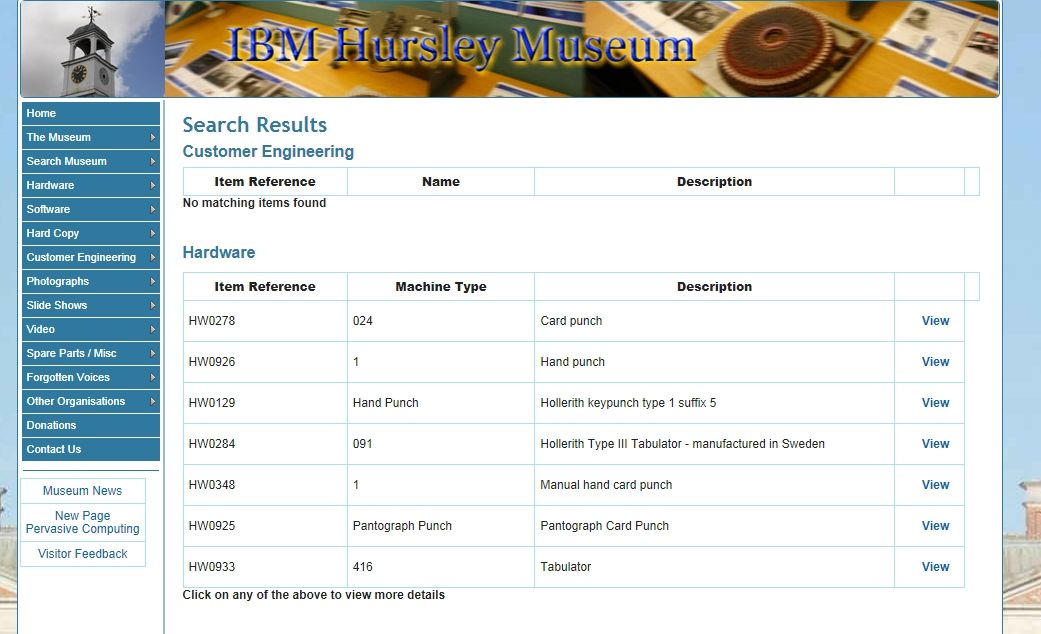 IBM Hursley Museum
Home
The Museum
Search Museum
Hardware
Software
Hard Copy
Customer Engineering
Photographs
Slide Shows
Video
Spare Parts / Misc
Forgotten Voices
Other Organisations
Donations
Contact Us
Museum News
New Page
Pervasive Computing
Visitor Feedback
Search Results
Customer Engineering
Item Reference Name Description
No matching items found
Hardware
Item Reference Machine Type Description
HW0278 024 Card punch View
HW0926 1 Hand punch View
HW0129 Hand Punch Hollerith keypunch type 1 suffix 5 View
HW0284 091 Hollerith Type III Tabulator - manufactured in Sweden View
HW0348 1 Manual hand card punch View
HW0925 Pantograph Punch Pantograph Card Punch View
HW0933 416 Tabulator View
Click on any of the above to view more details